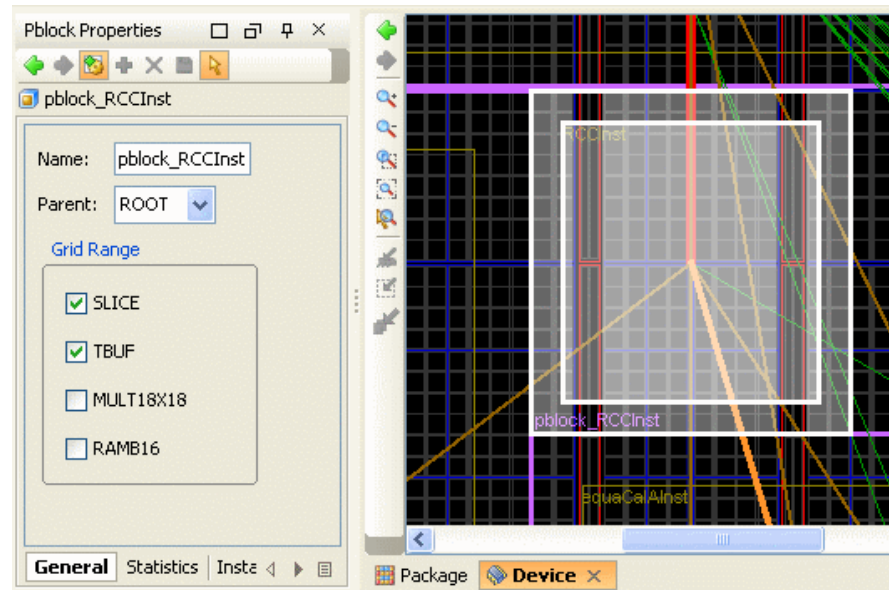 Pblock Properties
pblock_RCCInst
Name: pblock_RCCInst
Parent: ROOT
Grid Range
SLICE
TBUF
MULT18X18
RAMB16
General Statistics Insta
RCCInst
pblock_RCCInst
equaCalAInst
Package Device